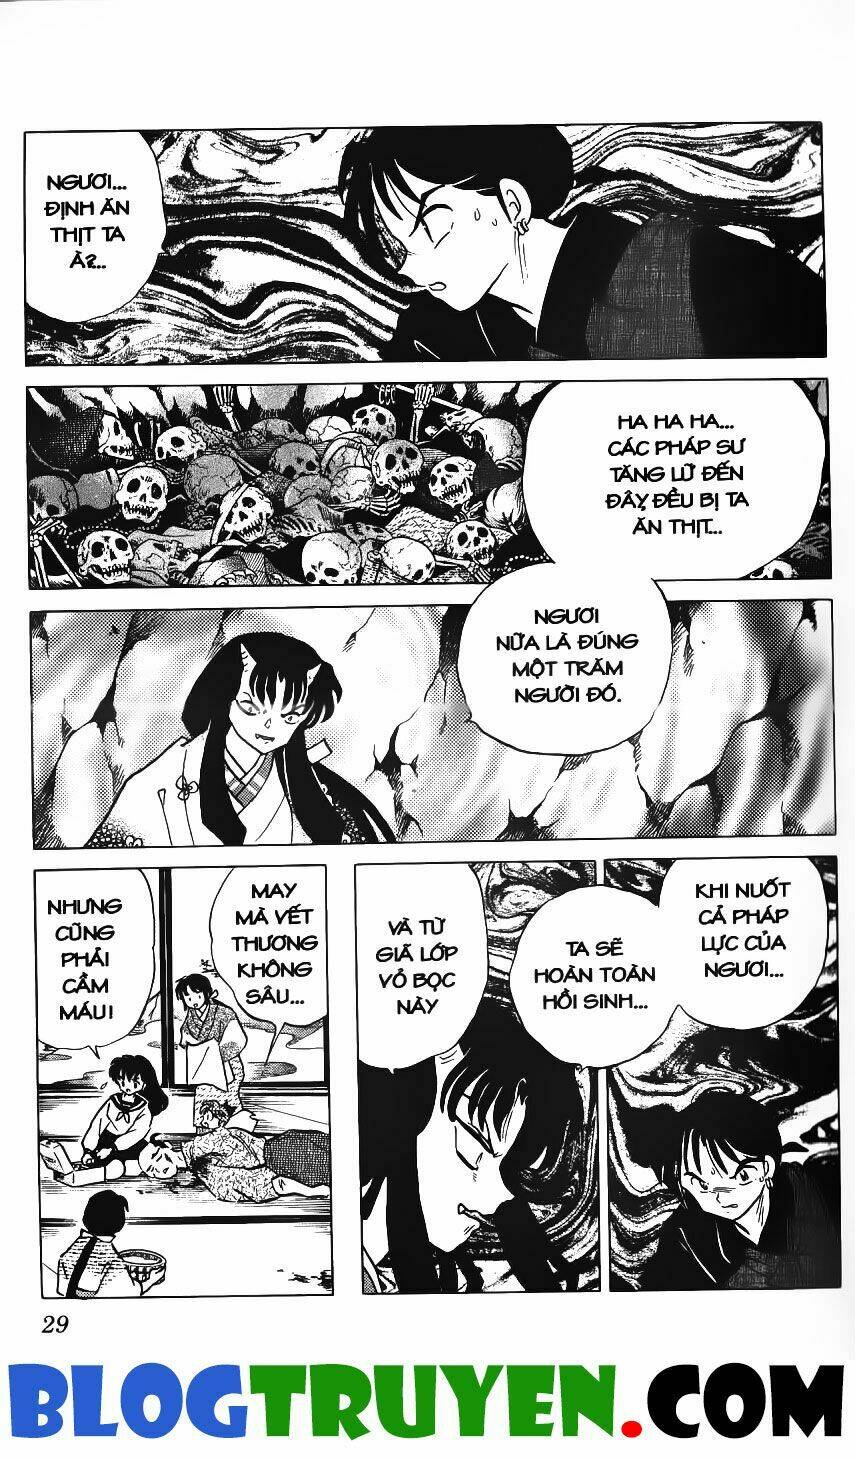 NGƯƠI...
ĐỊNH ĂN
THỊT TA
À?..
HA HA HA...
CÁC PHÁP SƯ
TĂNG LỮ ĐẾN
ĐÂY, ĐỀU BỊ TA
ĂN THỊT...
NGƯƠI
NỮA LÀ ĐÚNG
MỘT TRĂM
NGƯỜI ĐÓ.
KHI NUỐT
CẢ PHÁP
LỰC CỦA
NGƯƠI...
TA SẼ
HOÀN TOÀN
HỒI SINH...
VÀ TỪ
GIÃ LỚP
VỎ BỌC
NÀY
MAY
MÀ VẾT
THƯƠNG
KHÔNG
SÂU...
NHƯNG
CŨNG
PHẢI
CẦM
MÁU!
29
BLOGTRUYEN.COM